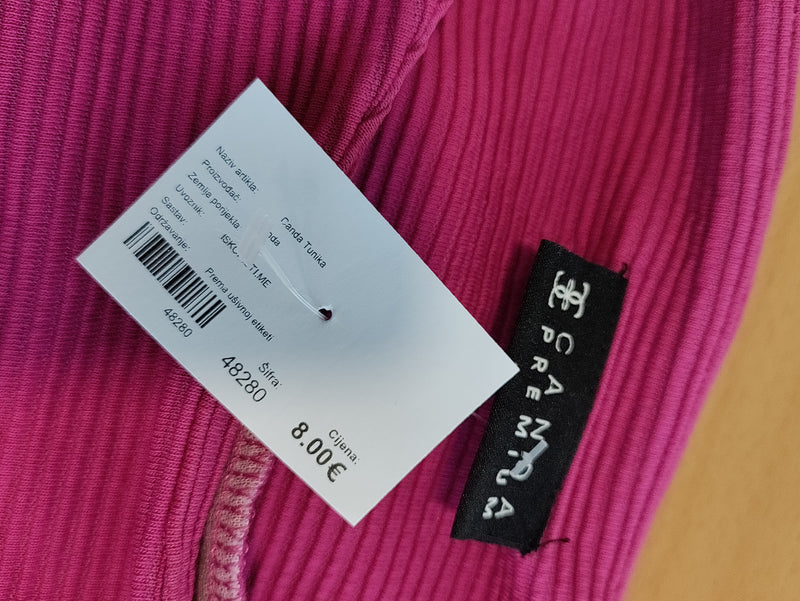 Naziv artikla: Canda Tunika
Proizvođač:
Zemlja porijekla:
Uvoznik:
Sastav:
Održavanje: Prema ušivnoj etiketi
48280
Šifra:
48280
Cijena:
8.00€
CANDA
PREMIUM